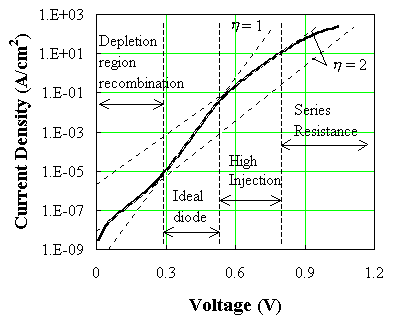 1.E+03
1.E+01
1.E-01
1.E-03
1.E-05
1.E-07
1.E-09
Current Density (A/cm²)
Depletion
region
recombination
η = 1
η = 2
Series
Resistance
High
Injection
Ideal
diode
0
0.3
0.6
0.9
1.2
Voltage (V)